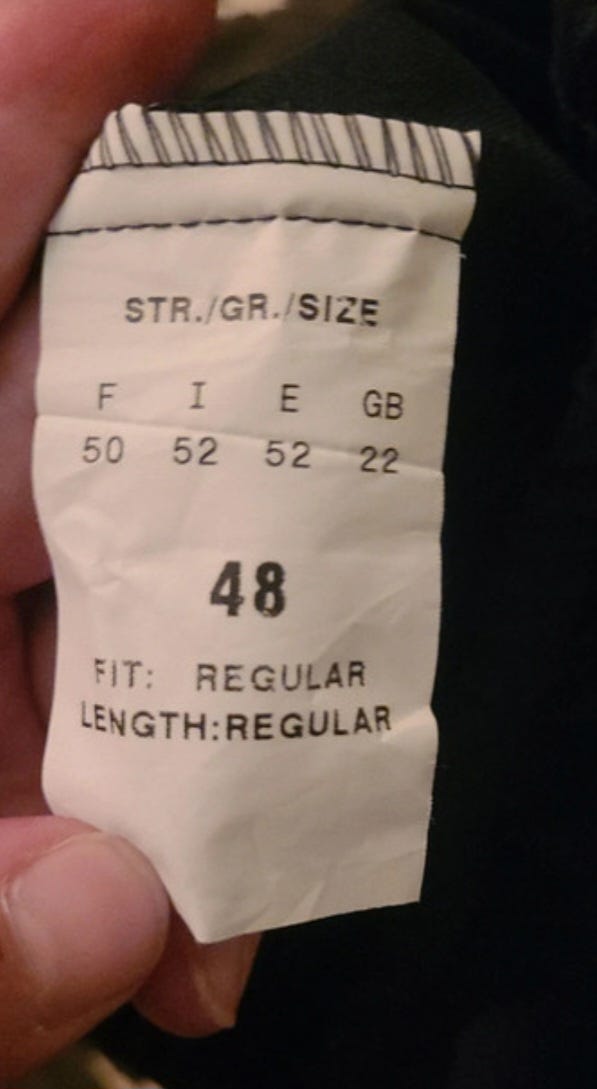 STR./GR./SIZE
F I E GB
50 52 52 22
48
FIT: REGULAR
LENGTH:REGULAR